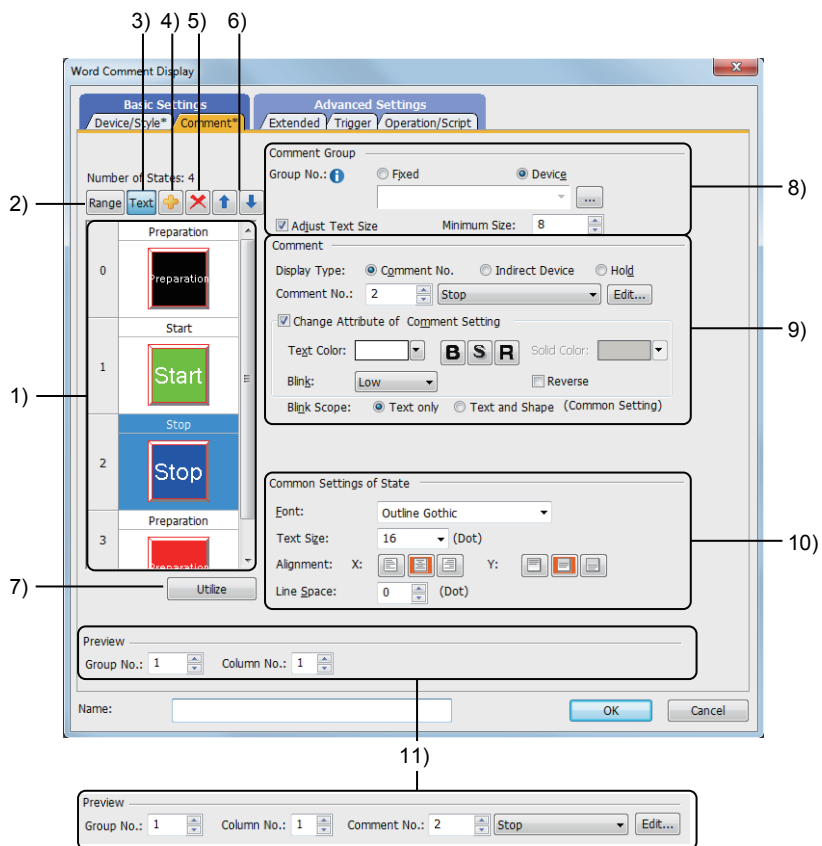 3) 4) 5) 6)
Word Comment Display
Basic Settings Advanced Settings
Device/Style* Comment* Extended Trigger Operation/Script
Number of States: 4
2) Range Text
1)
Preparation
0 Preparation
Start
1 Start
Stop
2 Stop
Preparation
3 Preparation
7) Utilize
Comment Group
Group No.: Fixed Device
...
Adjust Text Size Minimum Size: 8
8)
Comment
Display Type: Comment No. Indirect Device Hold
Comment No.: 2 Stop Edit...
Change Attribute of Comment Setting
Text Color: B S R Solid Color:
Blink: Low Reverse
Blink Scope: Text only Text and Shape (Common Setting)
9)
Common Settings of State
Font: Outline Gothic
Text Size: 16 (Dot)
Alignment: X: Y:
Line Space: 0 (Dot)
10)
Preview
Group No.: 1 Column No.: 1
Name: OK Cancel
11)
Preview
Group No.: 1 Column No.: 1 Comment No.: 2 Stop Edit...